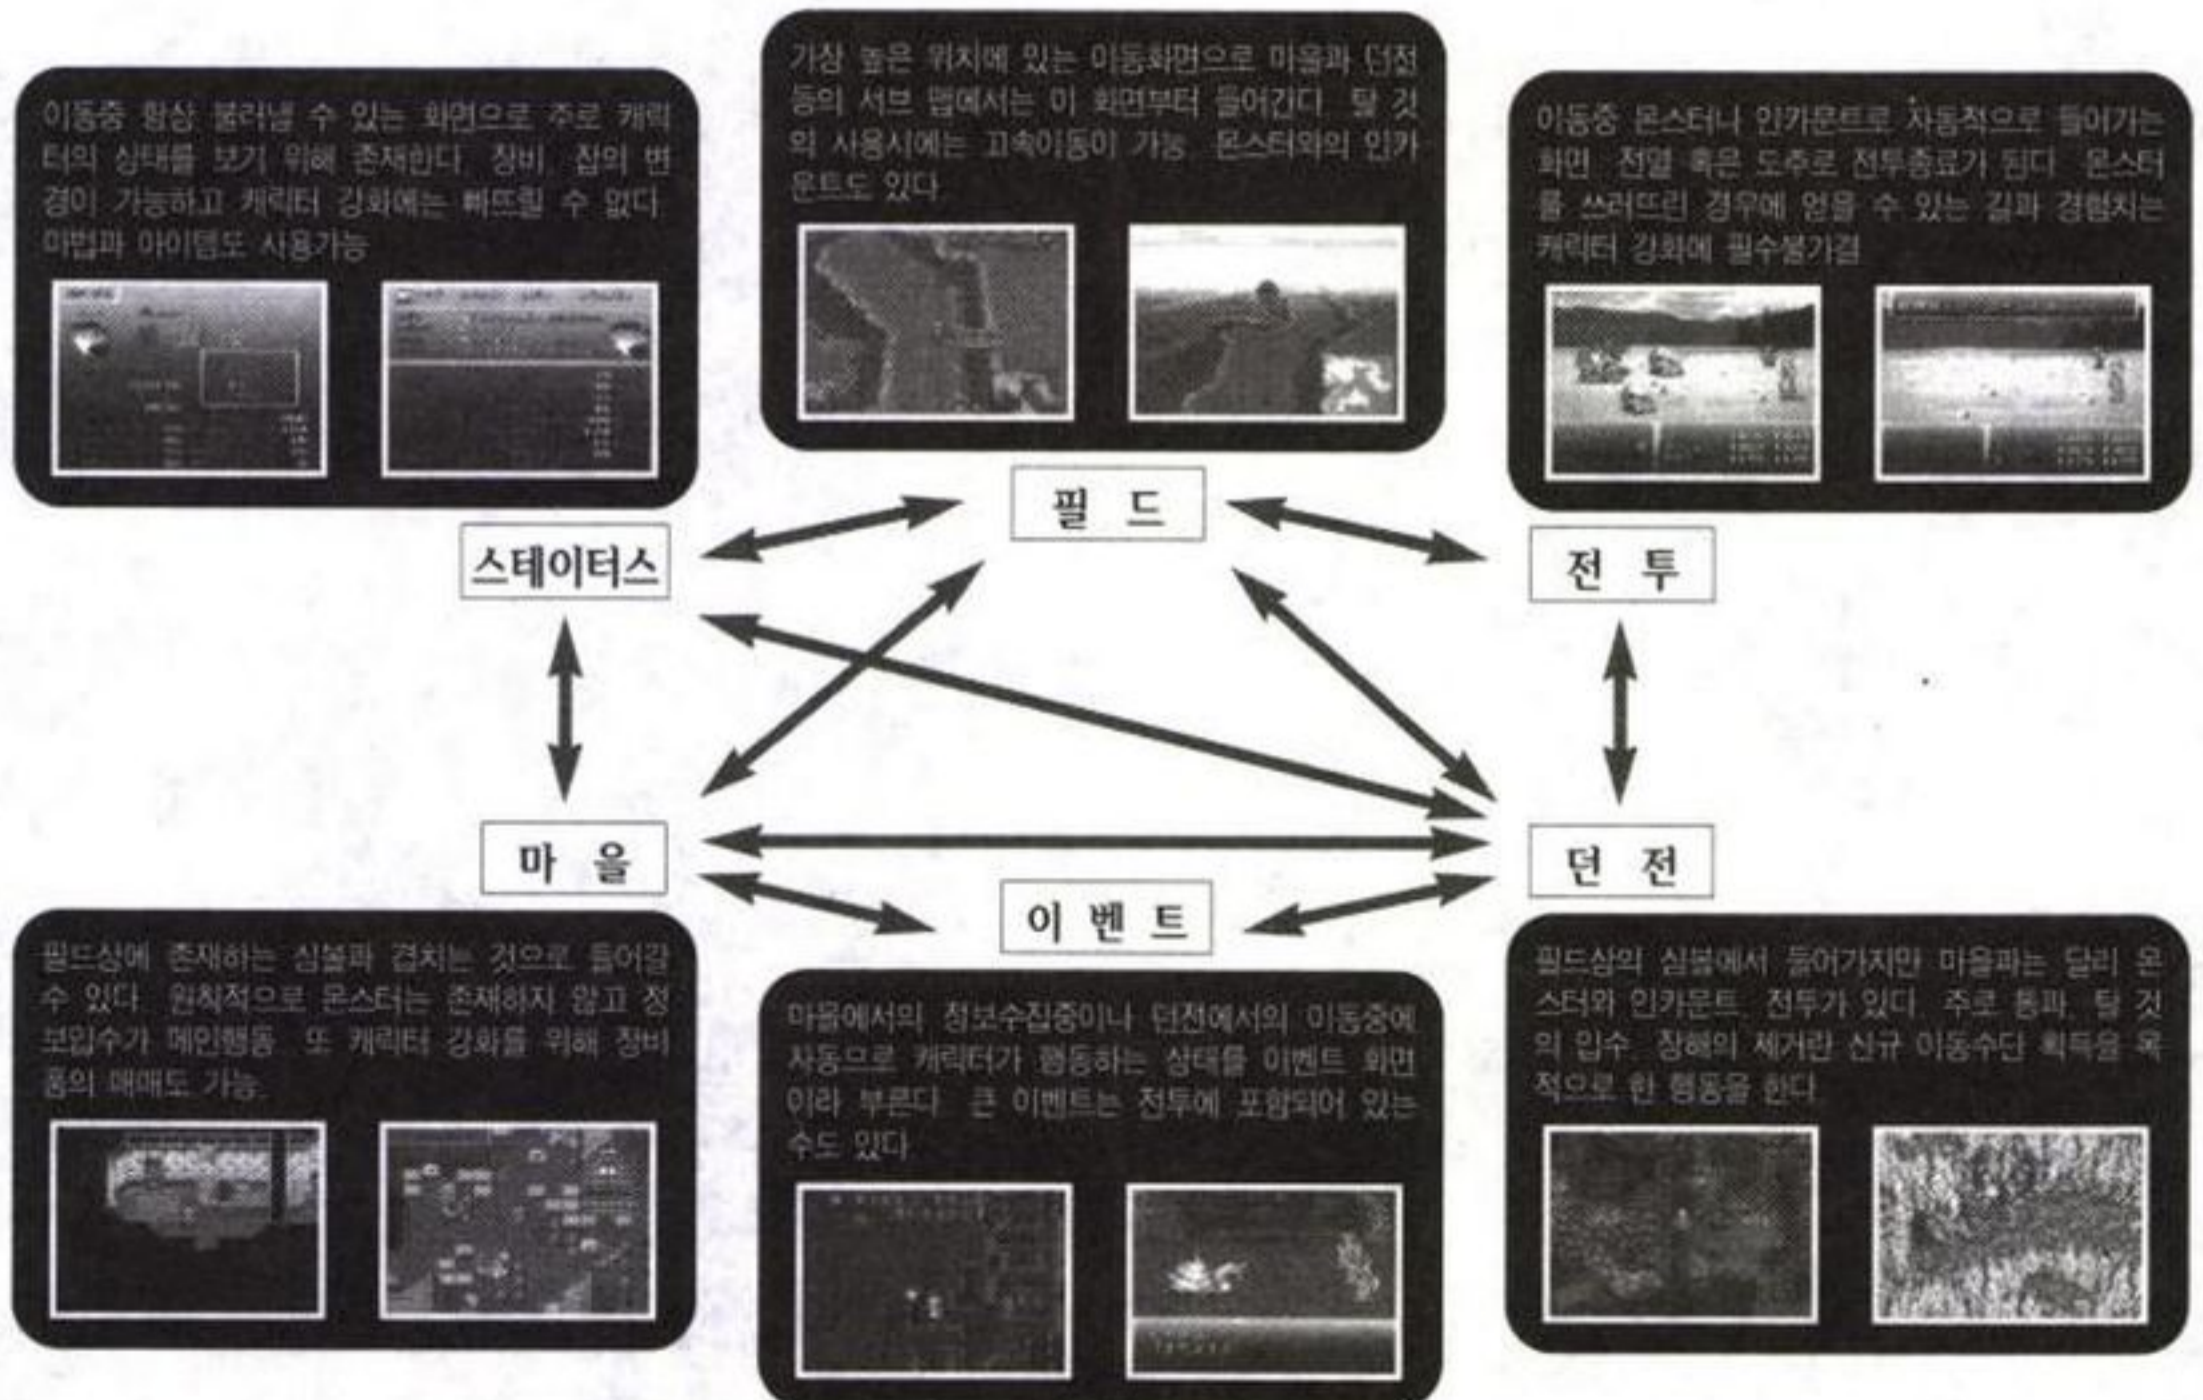 이동중 항상 불러낼 수 있는 화면으로 주로 캐릭
터의 상태를 보기 위해 존재한다. 장비, 잡의 변
경이 가능하고 캐릭터 강화에는 빠뜨릴 수 없다.
마법과 아이템도 사용가능
가장 높은 위치에 있는 이동화면으로 마을과 던전
등의 서브 맵에서는 이 화면부터 들어간다. 탈 것
의 사용시에는 고속이동이 가능. 몬스터와의 인카
운트도 있다.
이동중 몬스터나 인카운트로 자동적으로 들어가는
화면. 전멸 혹은 도주로 전투종료가 된다. 몬스터
를 쓰러뜨린 경우에 얻을 수 있는 길과 경험치는
캐릭터 강화에 필수불가결
필 드
스테이터스
전 투
마 을
던 전
이 벤 트
필드상에 존재하는 심볼과 겹치는 것으로 들어갈
수 있다. 원칙적으로 몬스터는 존재하지 않고 정
보입수가 메인행동. 또 캐릭터 강화를 위해 장비
품의 매매도 가능.
마을에서의 정보수집중이나 던전에서의 이동중에
자동으로 캐릭터가 행동하는 상태를 이벤트 화면
이라 부른다. 큰 이벤트는 전투에 포함되어 있는
수도 있다.
필드상의 심볼에서 들어가지만 마을과는 달리 몬
스터와 인카운트, 전투가 있다. 주로 통과, 탈 것
의 입수, 장해의 제거란 신규 이동수단 획득을 목
적으로 한 행동을 한다.